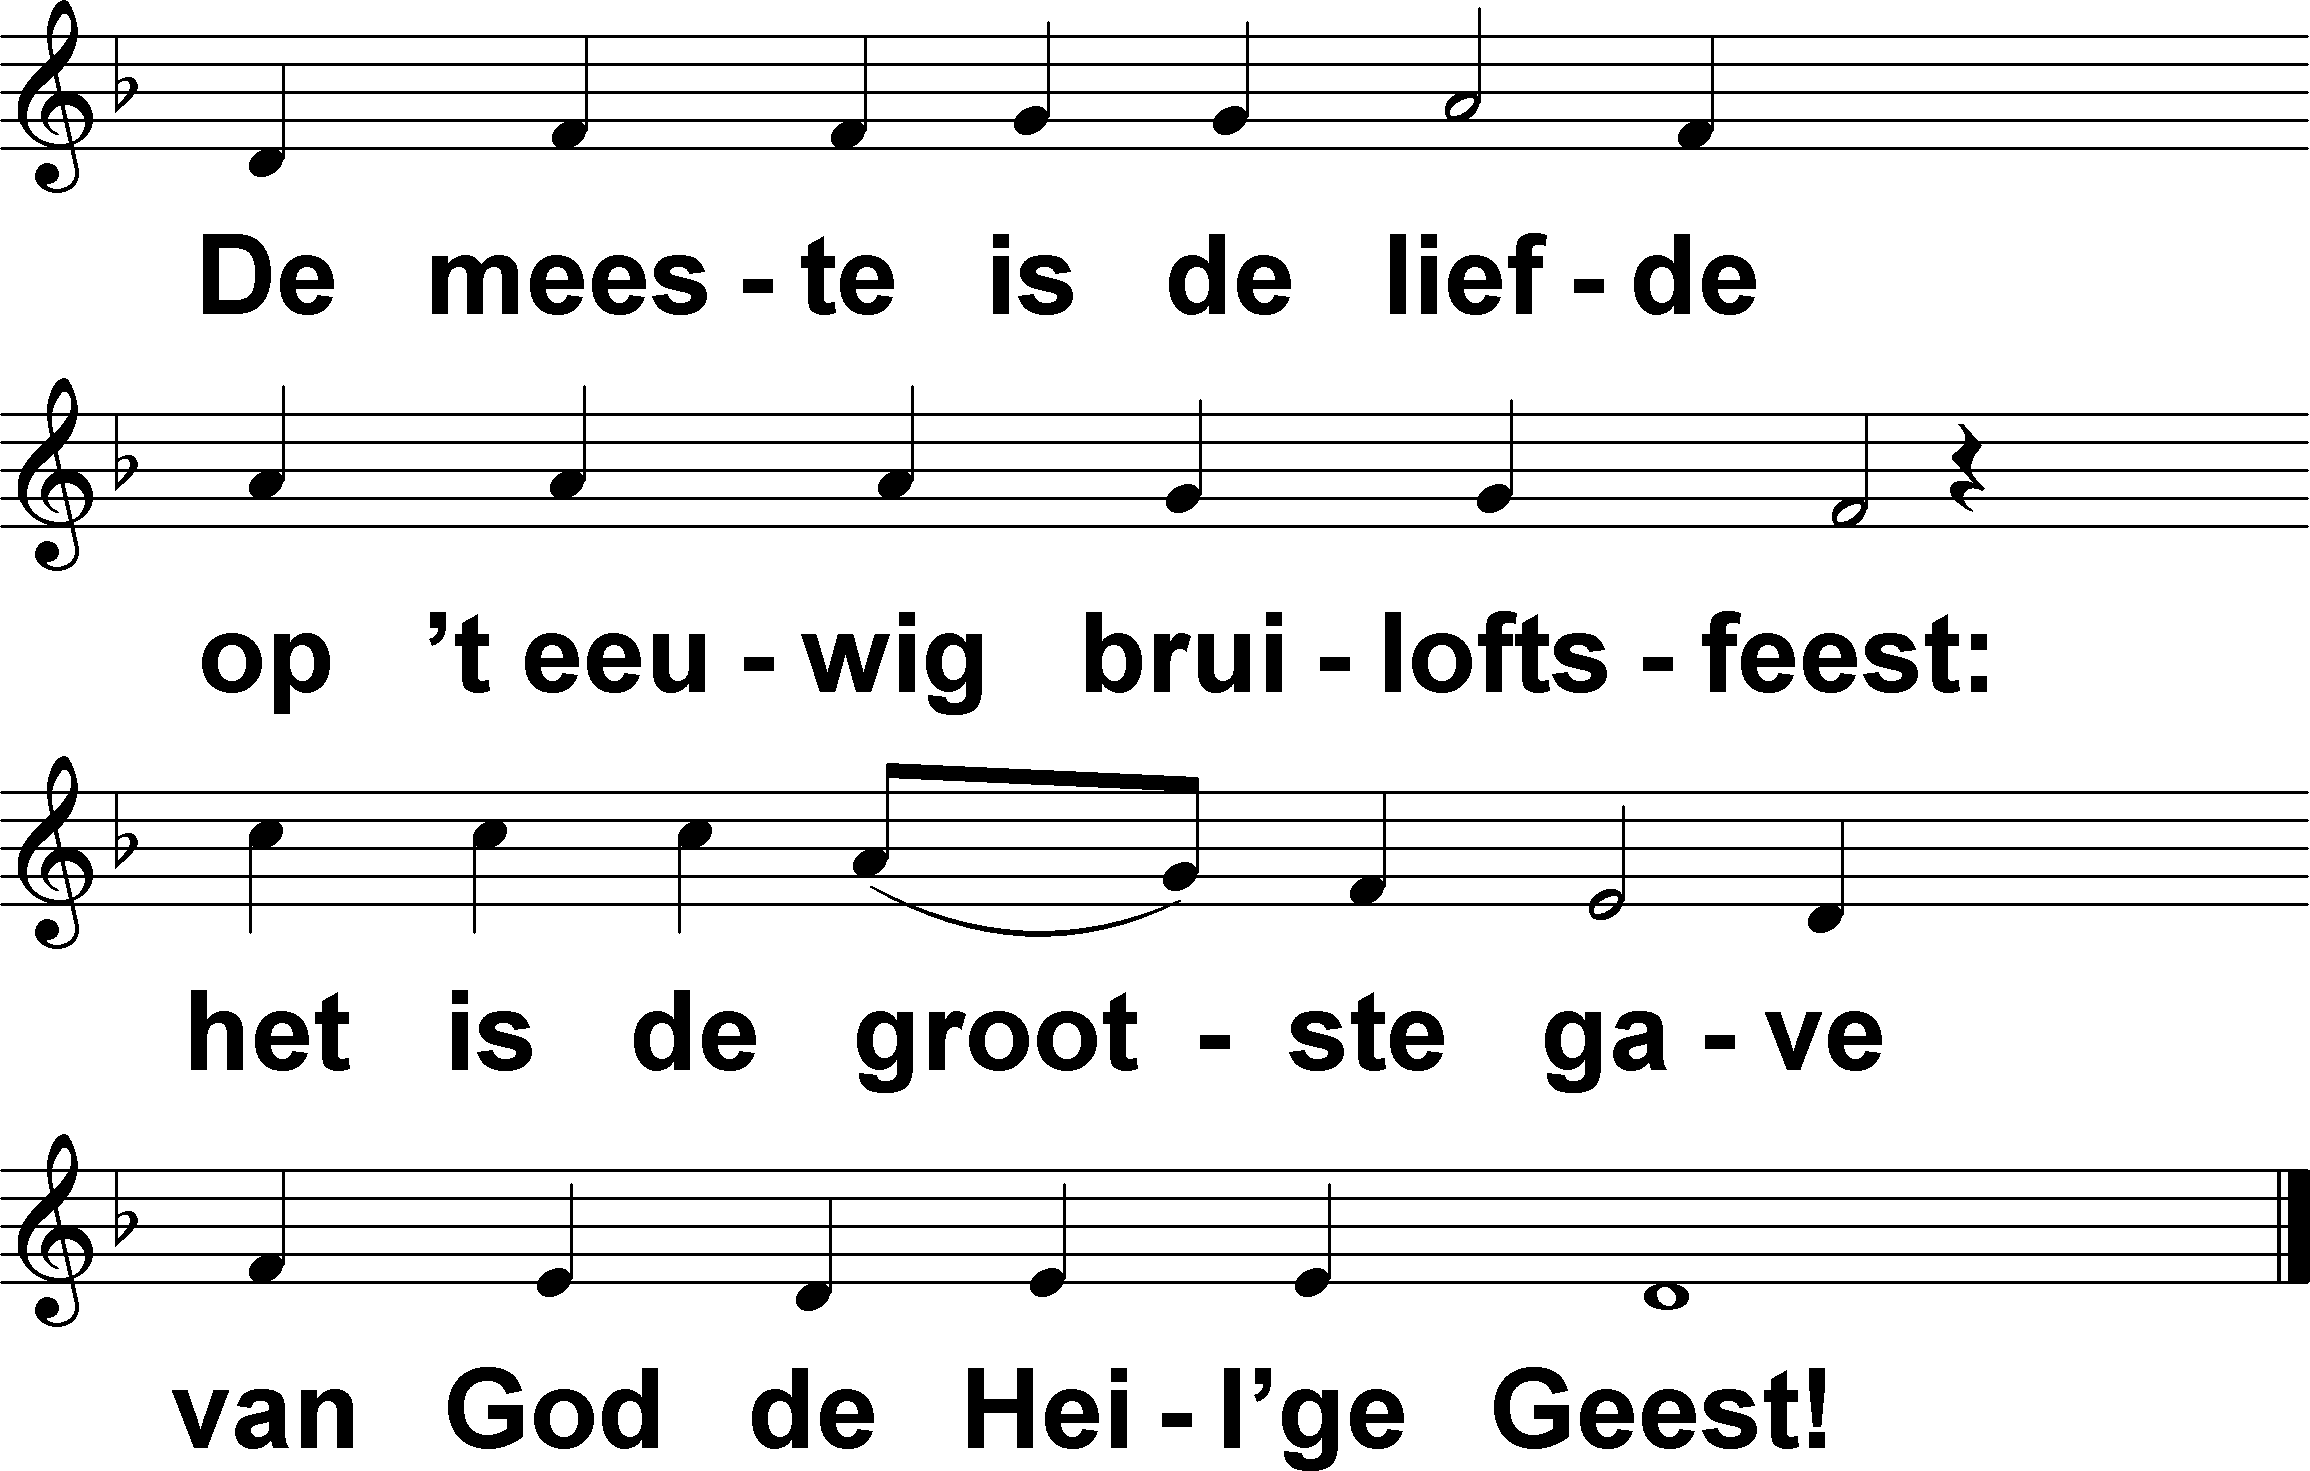 De mees - te is de lief - de
op ’t eeu - wig brui - lofts - feest:
het is de groot - ste ga - ve
van God de Hei - l’ge Geest!